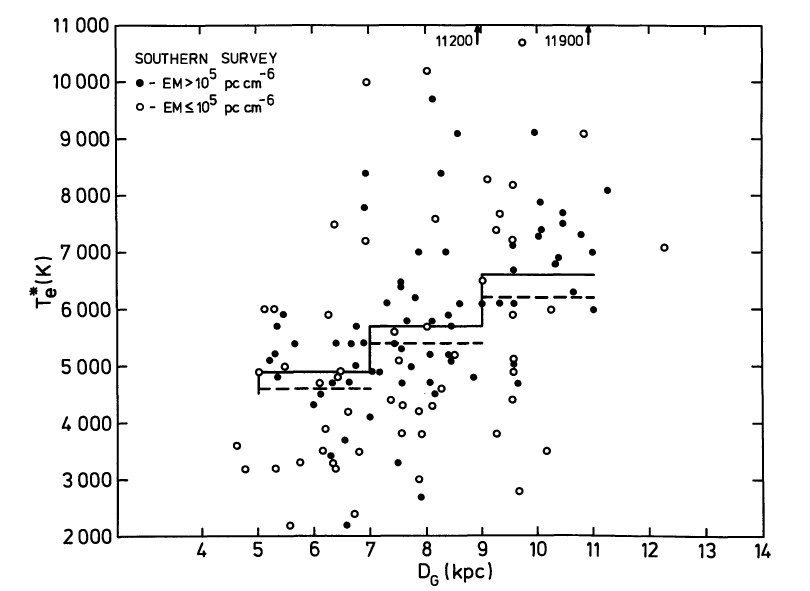 11200
11900
SOUTHERN SURVEY
● - EM > 10⁵ pc cm⁻⁶
○ - EM ≤ 10⁵ pc cm⁻⁶
11 000
10 000
9 000
8 000
7 000
6 000
5 000
4 000
3 000
2 000
Te* (K)
4 5 6 7 8 9 10 11 12 13 14
D_G (kpc)